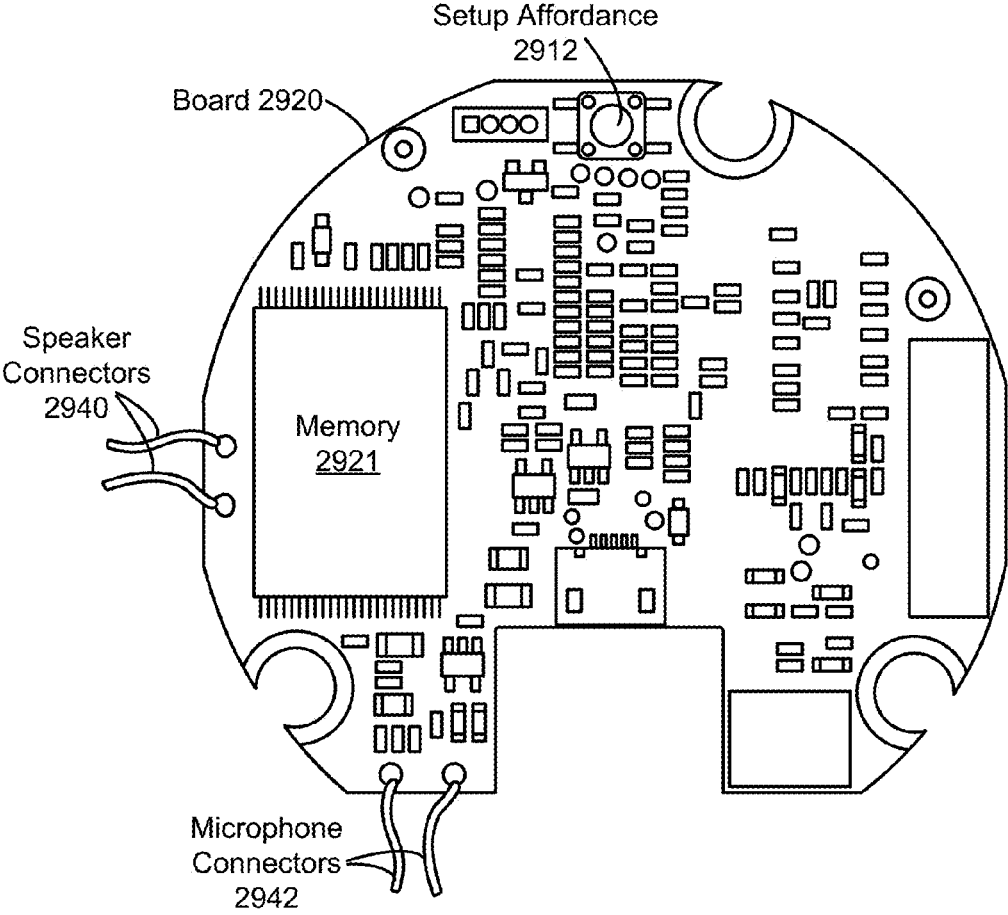 Setup Affordance
2912
Board 2920
Speaker
Connectors
2940
Memory
2921
Microphone
Connectors
2942